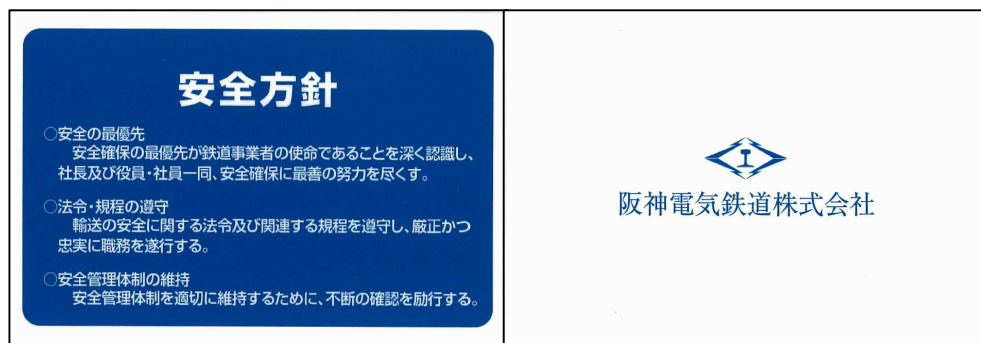 安全方針
○安全の最優先
安全確保の最優先が鉄道事業者の使命であることを深く認識し、
社長及び役員・社員一同、安全確保に最善の努力を尽くす。
○法令・規程の遵守
輸送の安全に関する法令及び関連する規程を遵守し、厳正かつ
忠実に職務を遂行する。
○安全管理体制の維持
安全管理体制を適切に維持するために、不断の確認を励行する。
阪神電気鉄道株式会社